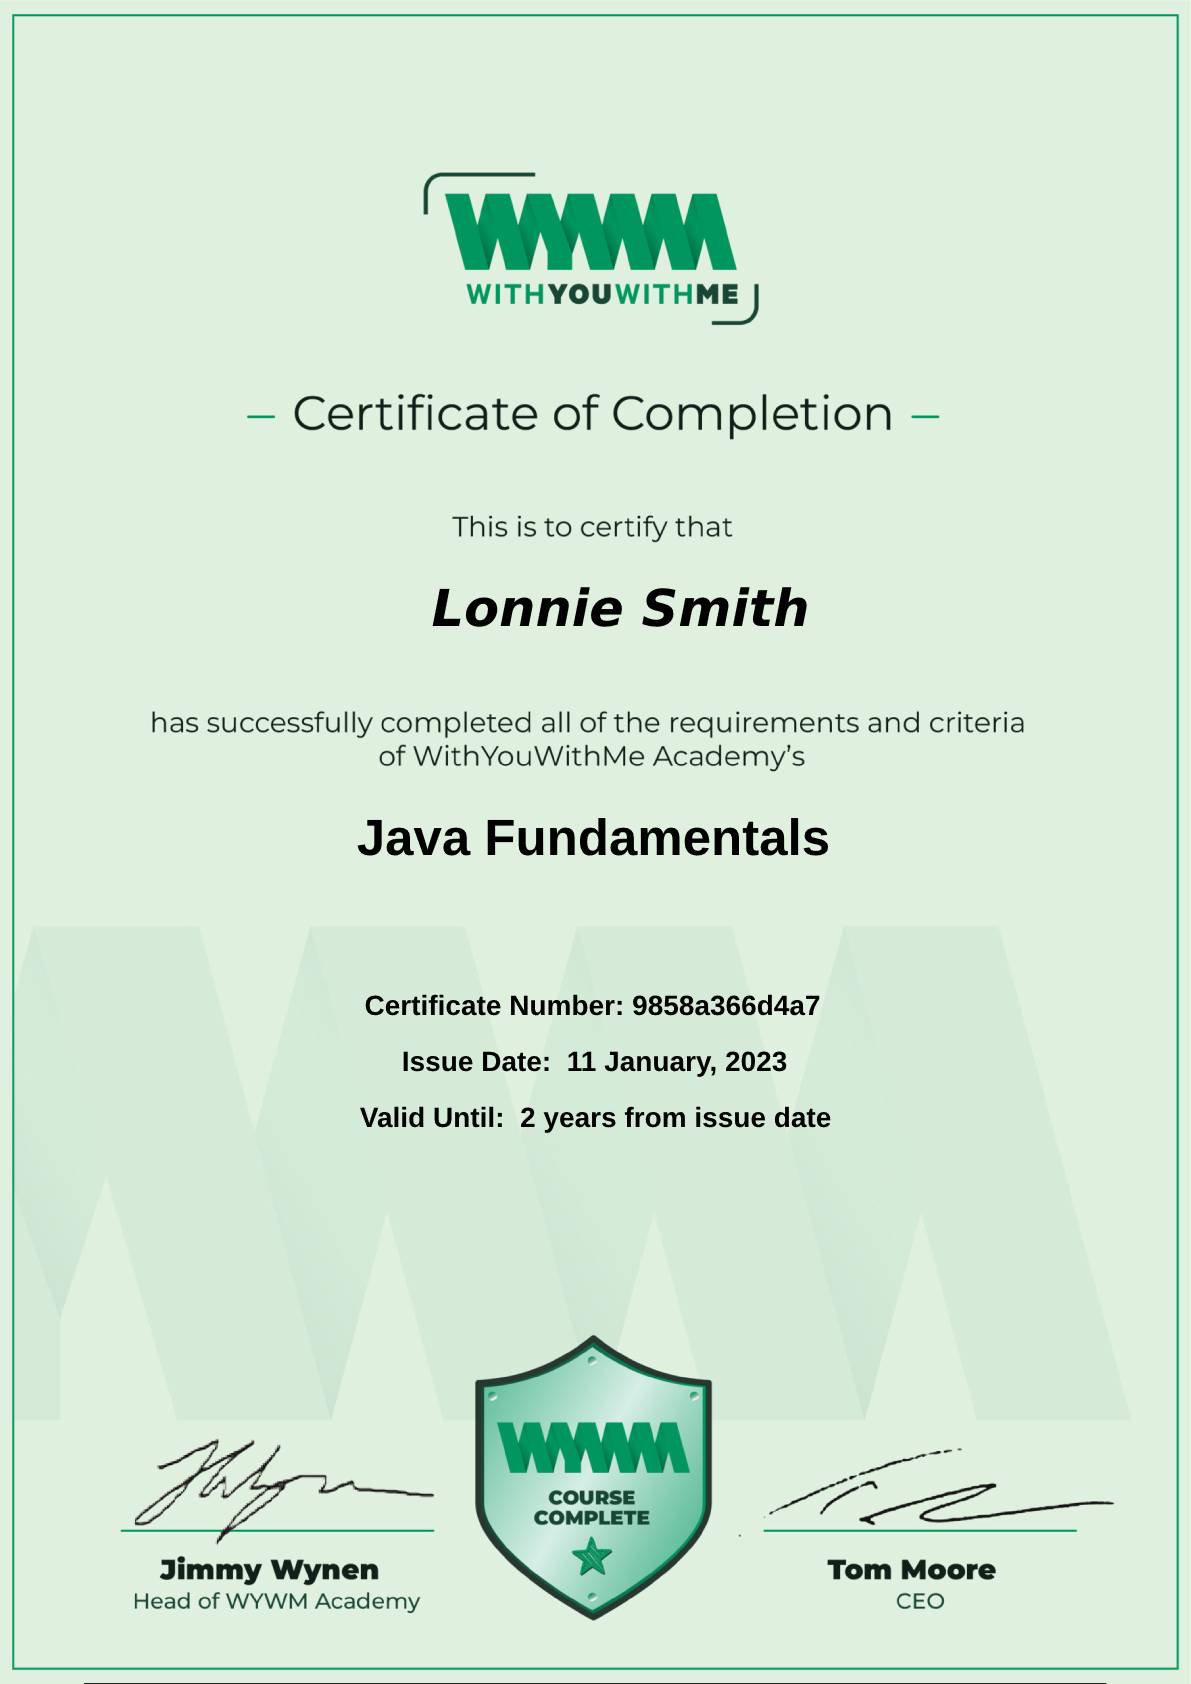 WYWM
WITHYOUWITHME
– Certificate of Completion –
This is to certify that
Lonnie Smith
has successfully completed all of the requirements and criteria
of WithYouWithMe Academy’s
Java Fundamentals
Certificate Number: 9858a366d4a7
Issue Date: 11 January, 2023
Valid Until: 2 years from issue date
WYWM
COURSE
COMPLETE
Jimmy Wynen
Head of WYWM Academy
Tom Moore
CEO